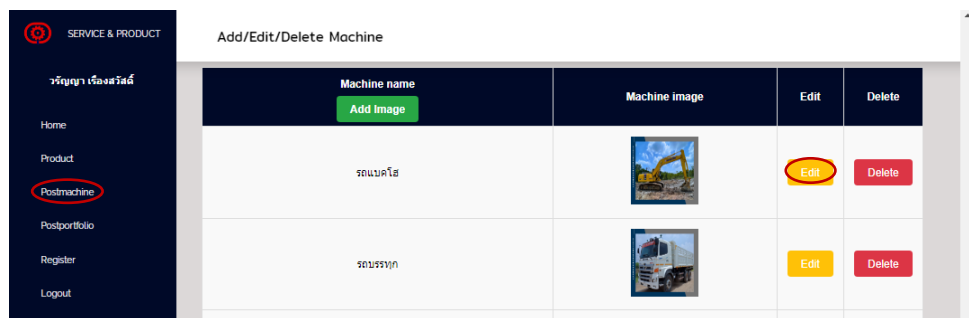 SERVICE & PRODUCT
Add/Edit/Delete Machine
วรัญญา เรืองสวัสดิ์
Home
Product
Postmachine
Postportfolio
Register
Logout
Machine name
Add Image
Machine image
Edit
Delete
รถแบคโฮ
Edit
Delete
รถบรรทุก
Edit
Delete